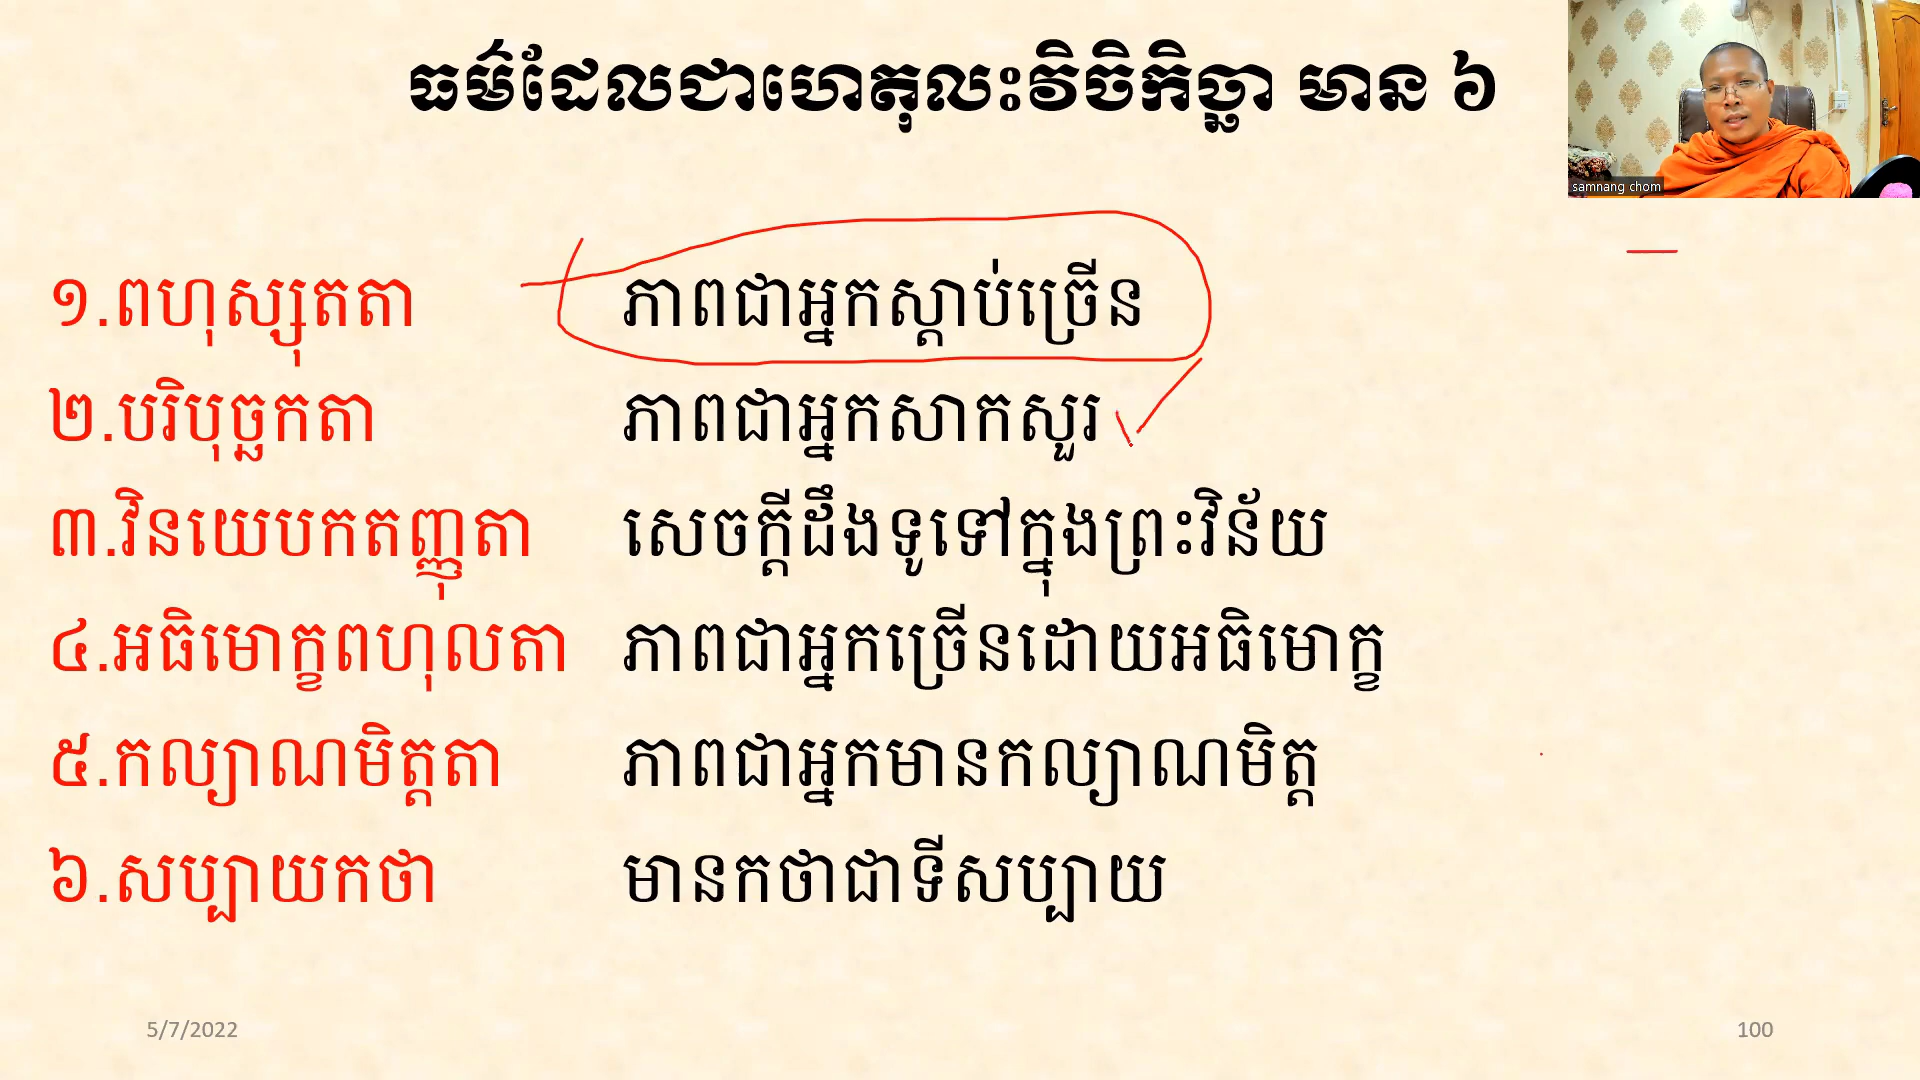 ធម៌ដែលជាហេតុលះវិចិកិច្ឆា មាន ៦
samnang chom
១.ពហុស្សុតតា ភាពជាអ្នកស្តាប់ច្រើន
២.បរិបុច្ឆកតា ភាពជាអ្នកសាកសួរ
៣.វិនយេបកតញ្ញុតា សេចក្តីដឹងទូទៅក្នុងព្រះវិន័យ
៤.អធិមោក្ខពហុលតា ភាពជាអ្នកច្រើនដោយអធិមោក្ខ
៥.កល្យាណមិត្តតា ភាពជាអ្នកមានកល្យាណមិត្ត
៦.សប្បាយកថា មានកថាជាទីសប្បាយ
5/7/2022 100